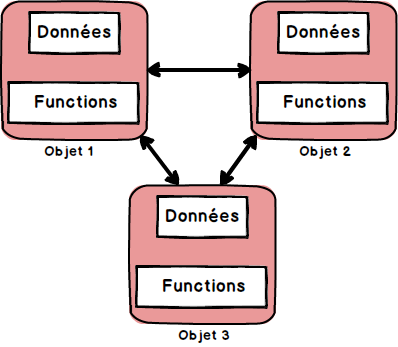 Données
Données
Functions
Functions
Objet 1
Objet 2
Données
Functions
Objet 3